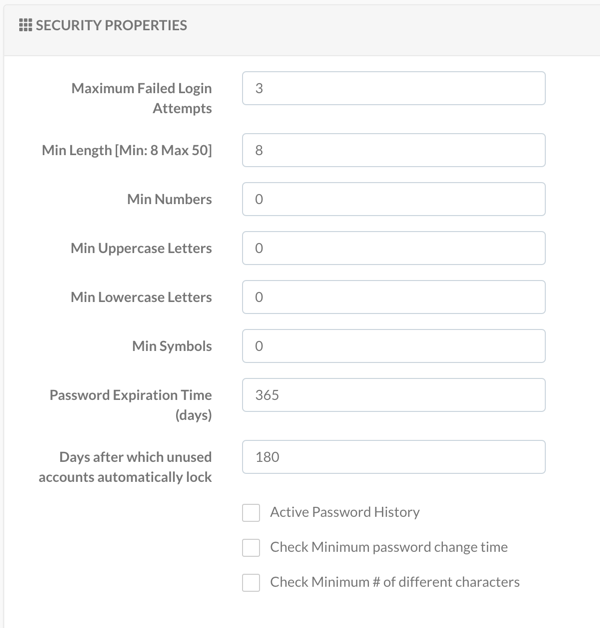 SECURITY PROPERTIES
Maximum Failed Login
Attempts
3
Min Length [Min: 8 Max 50]
8
Min Numbers
0
Min Uppercase Letters
0
Min Lowercase Letters
0
Min Symbols
0
Password Expiration Time
(days)
365
Days after which unused
accounts automatically lock
180
Active Password History
Check Minimum password change time
Check Minimum # of different characters